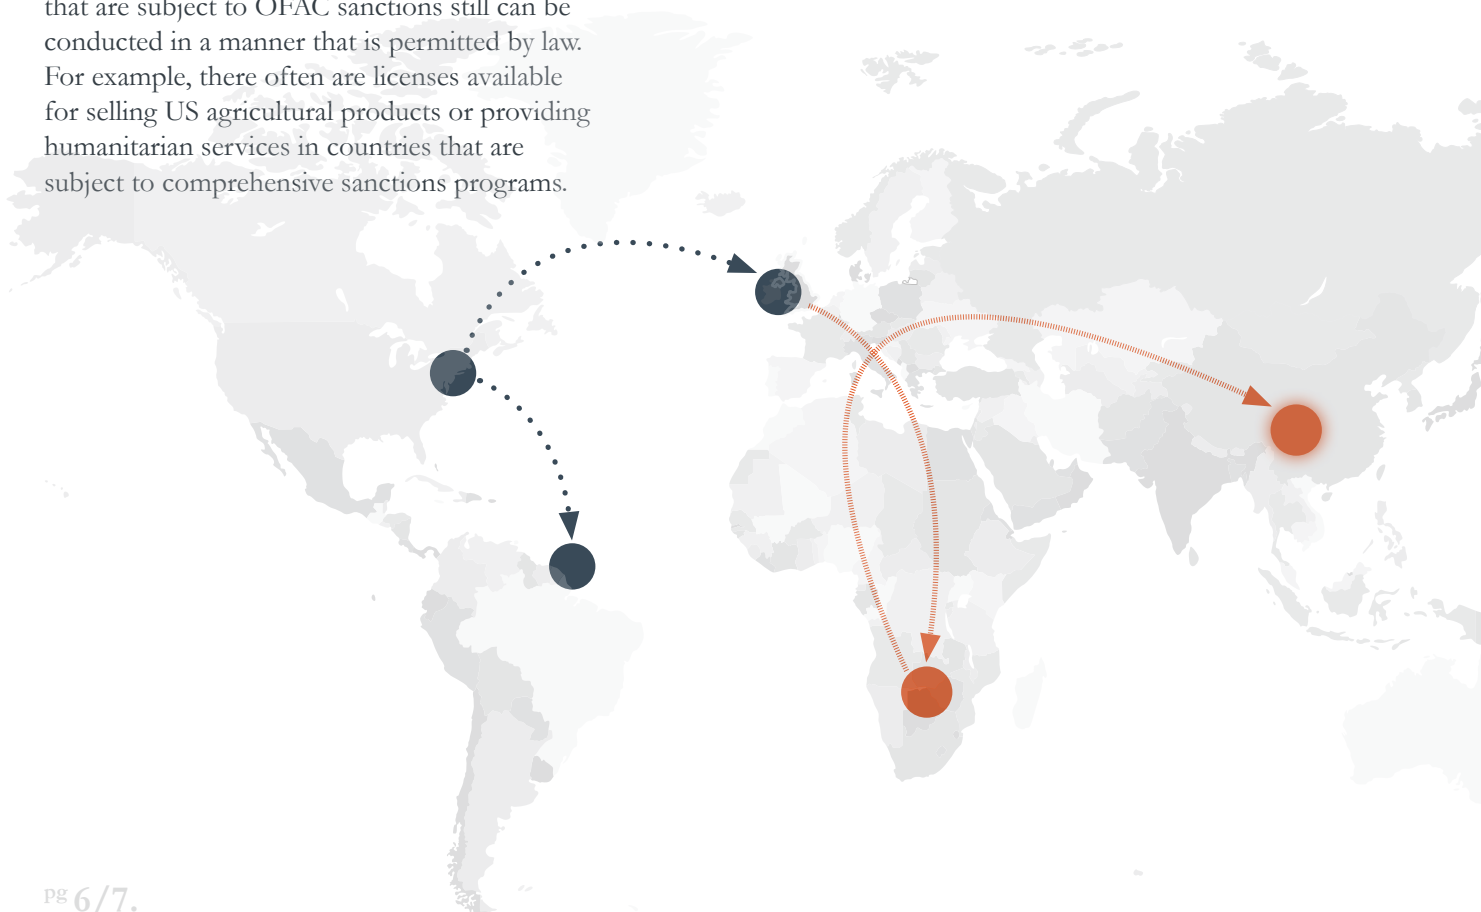 that are subject to OFAC sanctions still can be
conducted in a manner that is permitted by law.
For example, there often are licenses available
for selling US agricultural products or providing
humanitarian services in countries that are
subject to comprehensive sanctions programs.
pg 6/7.